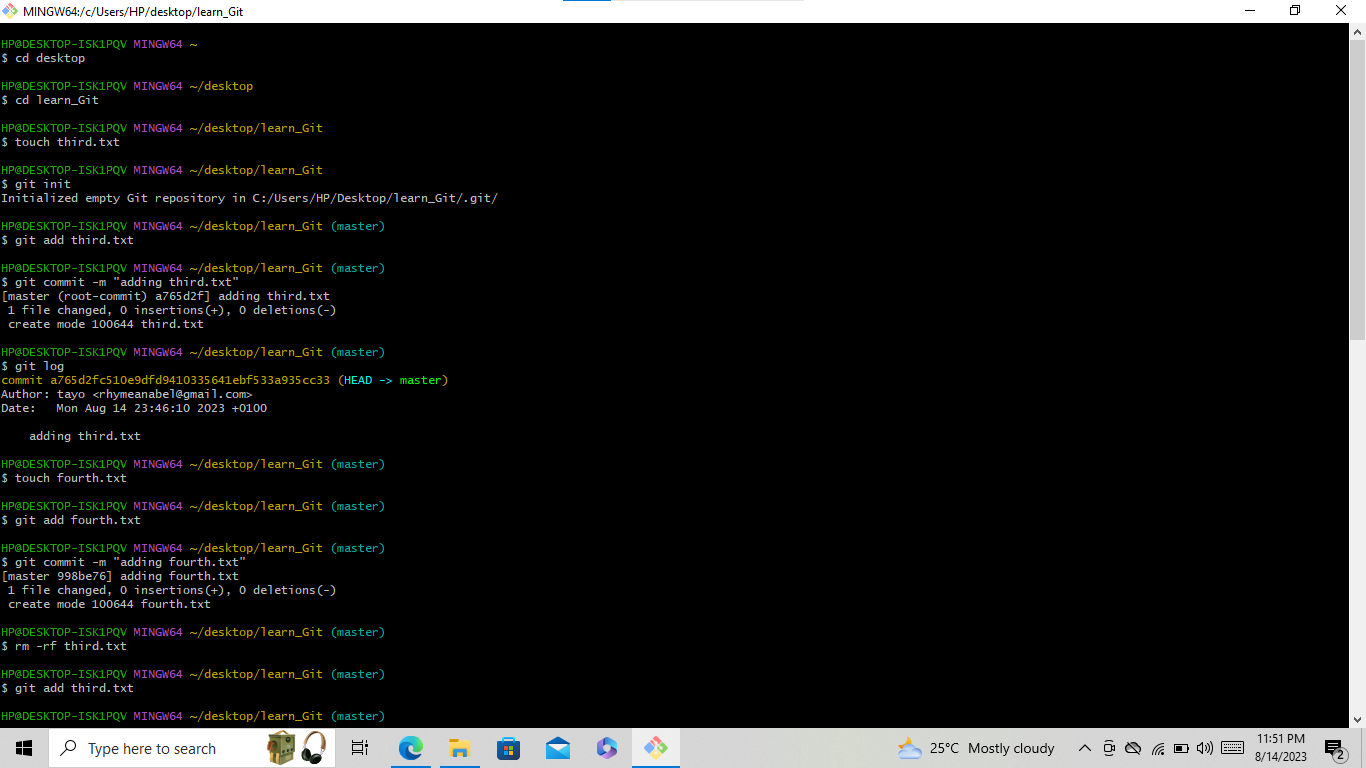 MINGW64:/c/Users/HP/desktop/learn_Git
HP@DESKTOP-ISK1PQV MINGW64 ~
$ cd desktop
HP@DESKTOP-ISK1PQV MINGW64 ~/desktop
$ cd learn_Git
HP@DESKTOP-ISK1PQV MINGW64 ~/desktop/learn_Git
$ touch third.txt
HP@DESKTOP-ISK1PQV MINGW64 ~/desktop/learn_Git
$ git init
Initialized empty Git repository in C:/Users/HP/Desktop/learn_Git/.git/
HP@DESKTOP-ISK1PQV MINGW64 ~/desktop/learn_Git (master)
$ git add third.txt
HP@DESKTOP-ISK1PQV MINGW64 ~/desktop/learn_Git (master)
$ git commit -m "adding third.txt"
[master (root-commit) a765d2f] adding third.txt
 1 file changed, 0 insertions(+), 0 deletions(-)
 create mode 100644 third.txt
HP@DESKTOP-ISK1PQV MINGW64 ~/desktop/learn_Git (master)
$ git log
commit a765d2fc510e9dfd9410335641ebf533a935cc33 (HEAD -> master)
Author: tayo <rhymeanabel@gmail.com>
Date:   Mon Aug 14 23:46:10 2023 +0100
    adding third.txt
HP@DESKTOP-ISK1PQV MINGW64 ~/desktop/learn_Git (master)
$ touch fourth.txt
HP@DESKTOP-ISK1PQV MINGW64 ~/desktop/learn_Git (master)
$ git add fourth.txt
HP@DESKTOP-ISK1PQV MINGW64 ~/desktop/learn_Git (master)
$ git commit -m "adding fourth.txt"
[master 998be76] adding fourth.txt
 1 file changed, 0 insertions(+), 0 deletions(-)
 create mode 100644 fourth.txt
HP@DESKTOP-ISK1PQV MINGW64 ~/desktop/learn_Git (master)
$ rm -rf third.txt
HP@DESKTOP-ISK1PQV MINGW64 ~/desktop/learn_Git (master)
$ git add third.txt
HP@DESKTOP-ISK1PQV MINGW64 ~/desktop/learn_Git (master)
Type here to search
25°C Mostly cloudy
11:51 PM
8/14/2023
2